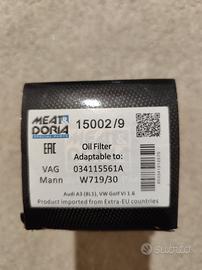 MEAT&
DORIA
15002/9
EAC
Oil Filter
Adaptable to:
VAG 034115561A
Mann W719/30
Audi A3 (8L1), VW Golf VI 1.6
Product imported from Extra-EU countries
subito